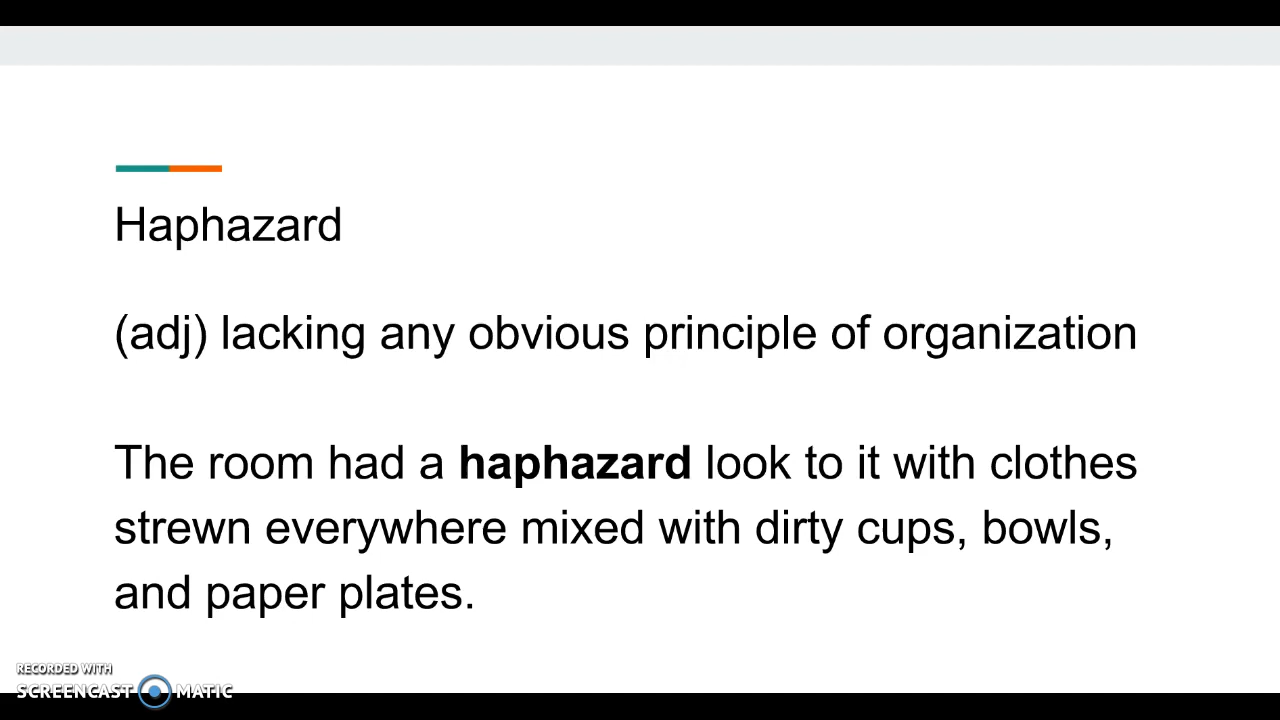 Haphazard
(adj) lacking any obvious principle of organization
The room had a haphazard look to it with clothes
strewn everywhere mixed with dirty cups, bowls,
and paper plates.
RECORDED WITH
SCREENCAST MATIC